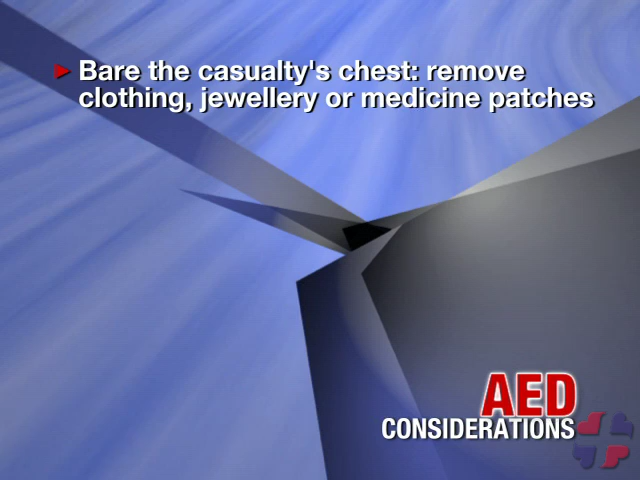 Bare the casualty's chest: remove
clothing, jewellery or medicine patches
AED
CONSIDERATIONS